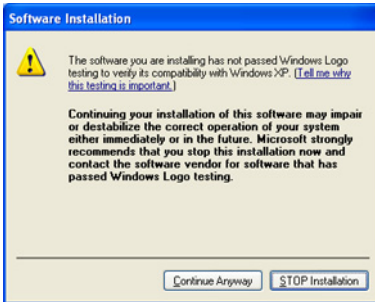 Software Installation
The software you are installing has not passed Windows Logo
testing to verify its compatibility with Windows XP. (Tell me why
this testing is important.)
Continuing your installation of this software may impair
or destabilize the correct operation of your system
either immediately or in the future. Microsoft strongly
recommends that you stop this installation now and
contact the software vendor for software that has
passed Windows Logo testing.
Continue Anyway
STOP Installation